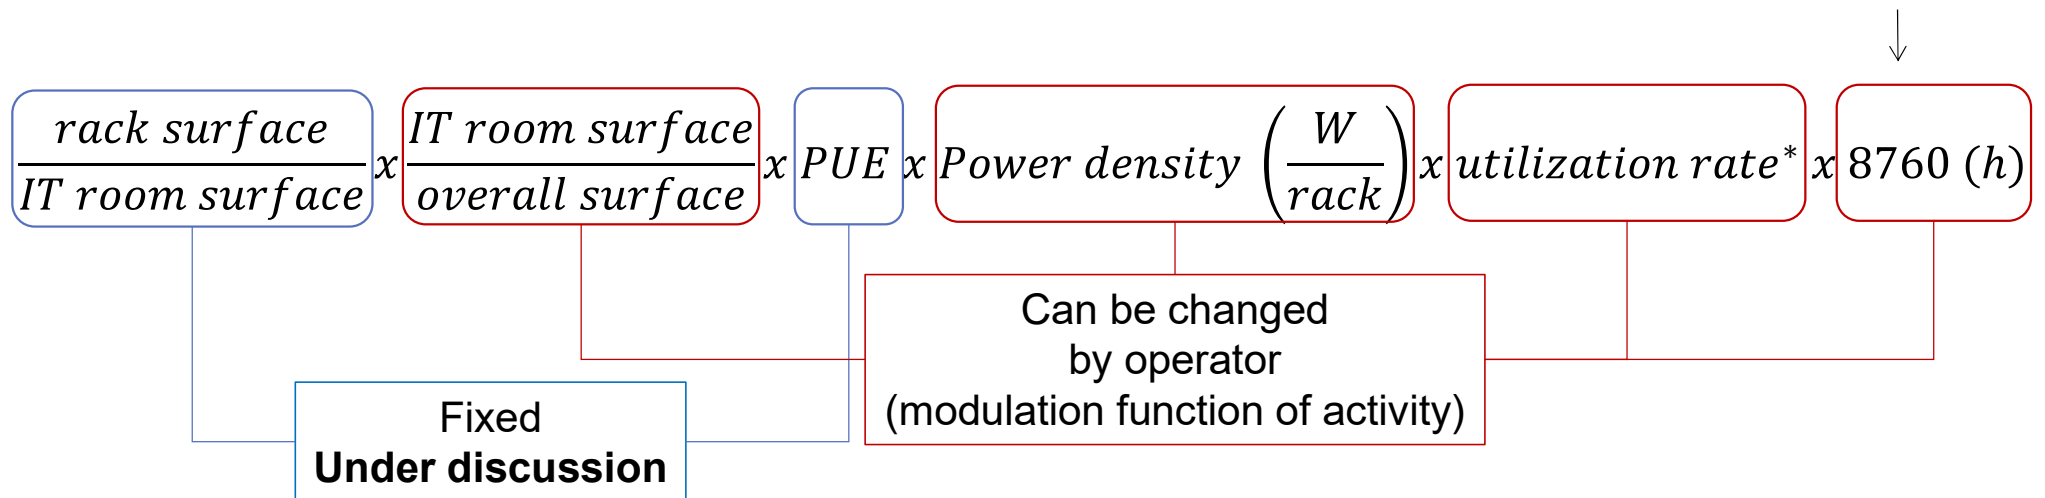 rack surface / IT room surface x IT room surface / overall surface x PUE x Power density (W / rack) x utilization rate* x 8760 (h)
Can be changed
by operator
(modulation function of activity)
Fixed
Under discussion